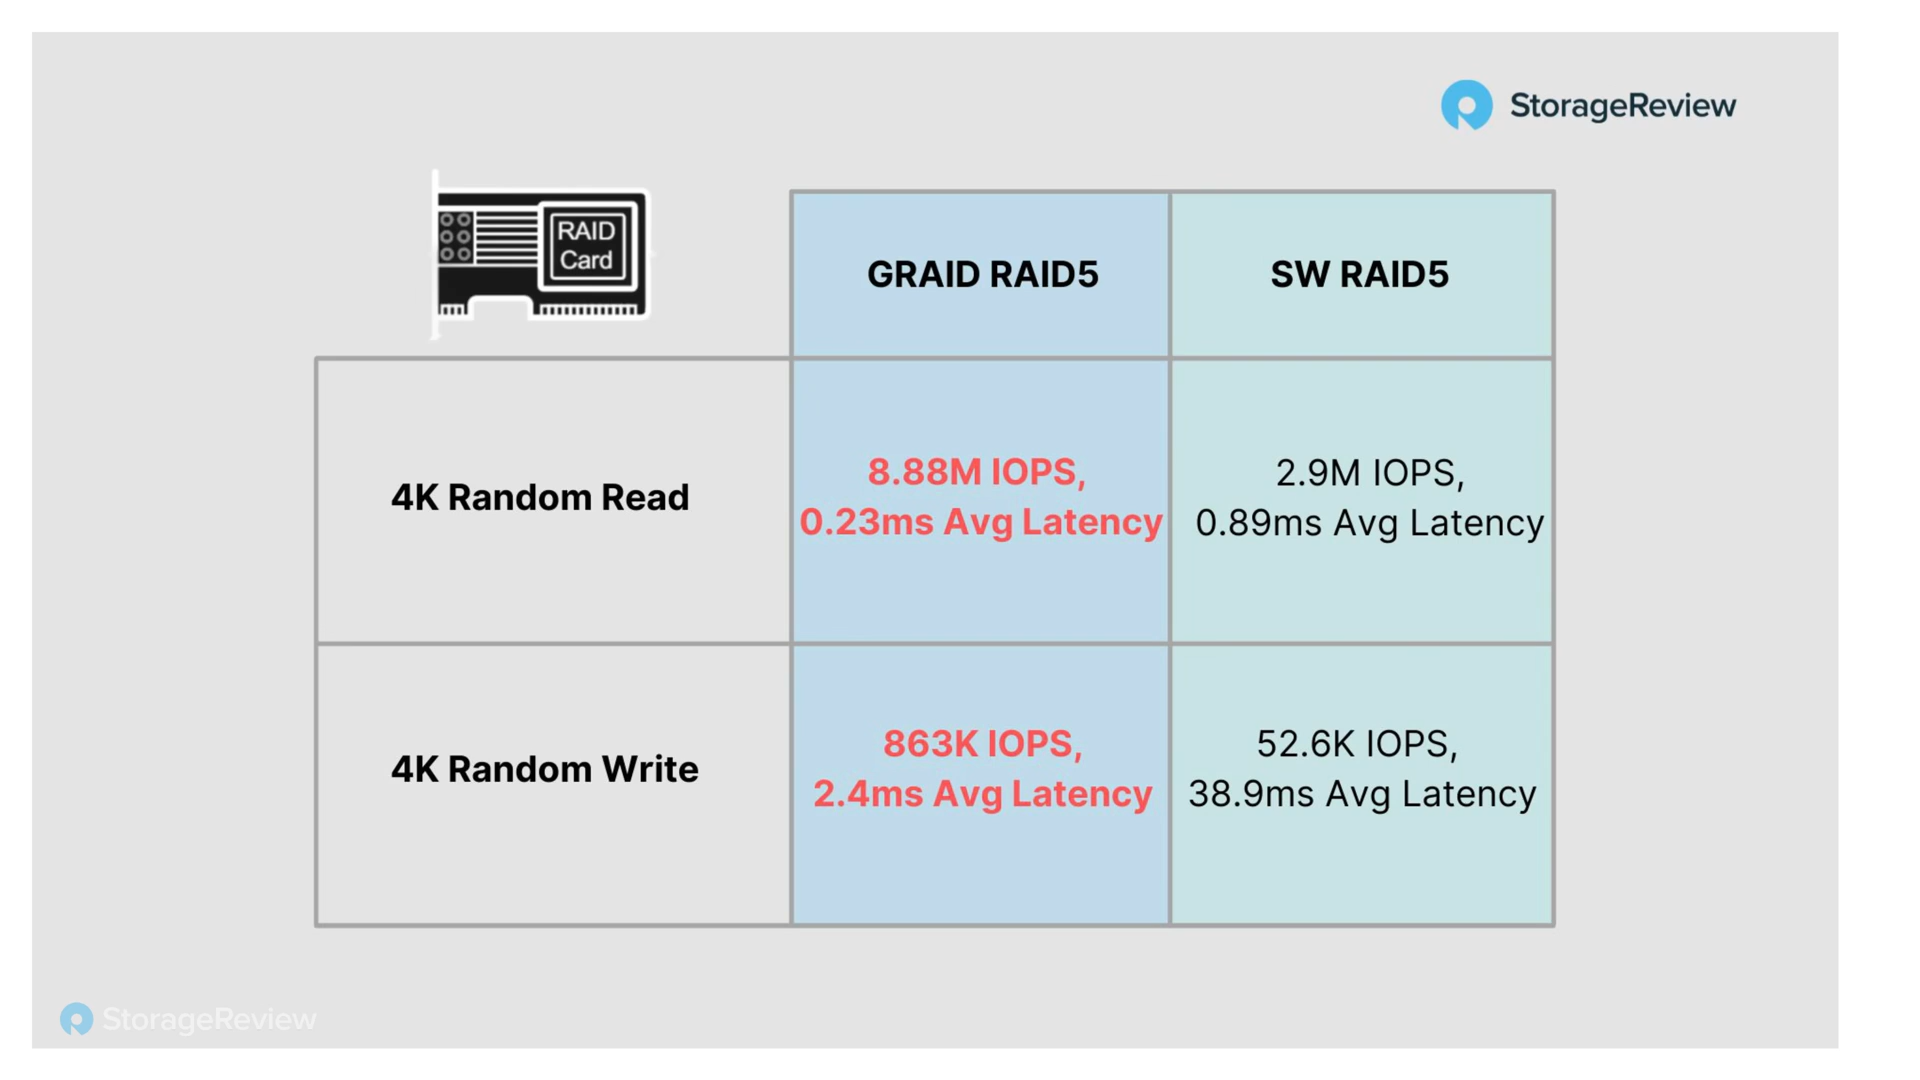 StorageReview
RAID
Card
GRAID RAID5
SW RAID5
4K Random Read
8.88M IOPS,
0.23ms Avg Latency
2.9M IOPS,
0.89ms Avg Latency
4K Random Write
863K IOPS,
2.4ms Avg Latency
52.6K IOPS,
38.9ms Avg Latency
StorageReview